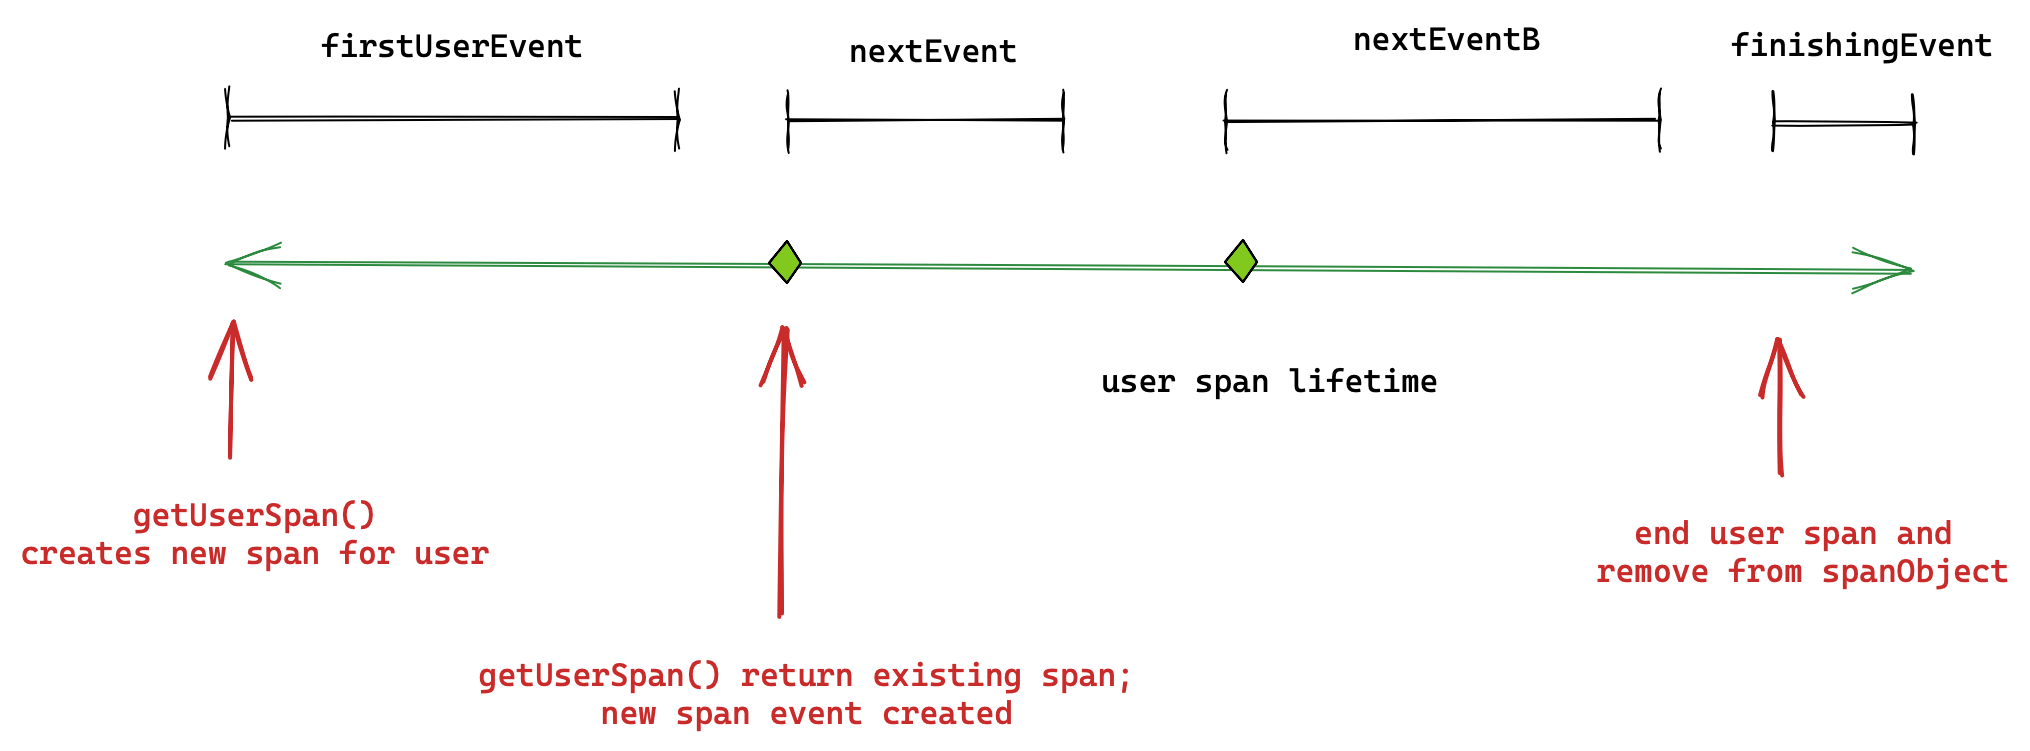 firstUserEvent
nextEvent
nextEventB
finishingEvent
user span lifetime
getUserSpan()
creates new span for user
getUserSpan() return existing span;
new span event created
end user span and
remove from spanObject